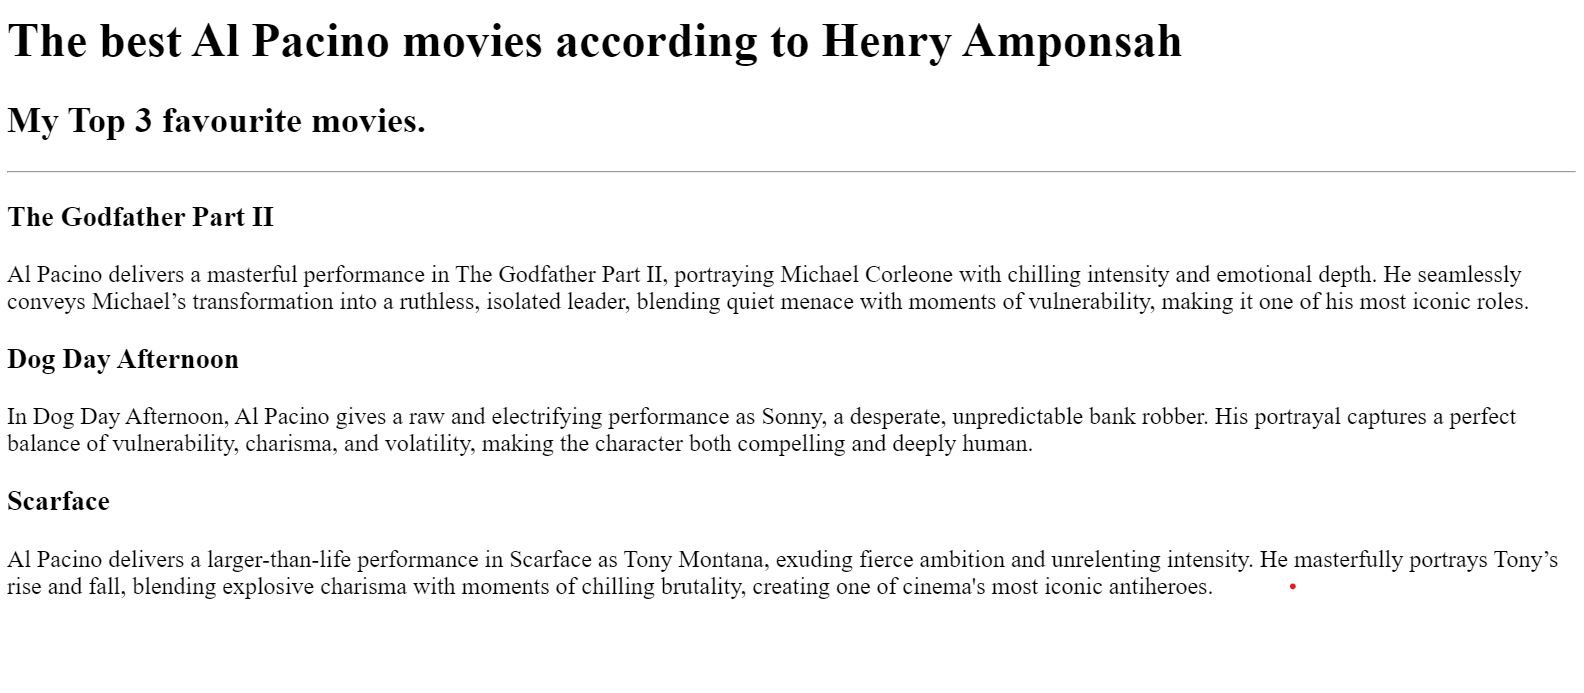 The best Al Pacino movies according to Henry Amponsah
My Top 3 favourite movies.
The Godfather Part II
Al Pacino delivers a masterful performance in The Godfather Part II, portraying Michael Corleone with chilling intensity and emotional depth. He seamlessly
conveys Michael’s transformation into a ruthless, isolated leader, blending quiet menace with moments of vulnerability, making it one of his most iconic roles.
Dog Day Afternoon
In Dog Day Afternoon, Al Pacino gives a raw and electrifying performance as Sonny, a desperate, unpredictable bank robber. His portrayal captures a perfect
balance of vulnerability, charisma, and volatility, making the character both compelling and deeply human.
Scarface
Al Pacino delivers a larger-than-life performance in Scarface as Tony Montana, exuding fierce ambition and unrelenting intensity. He masterfully portrays Tony’s
rise and fall, blending explosive charisma with moments of chilling brutality, creating one of cinema's most iconic antiheroes.